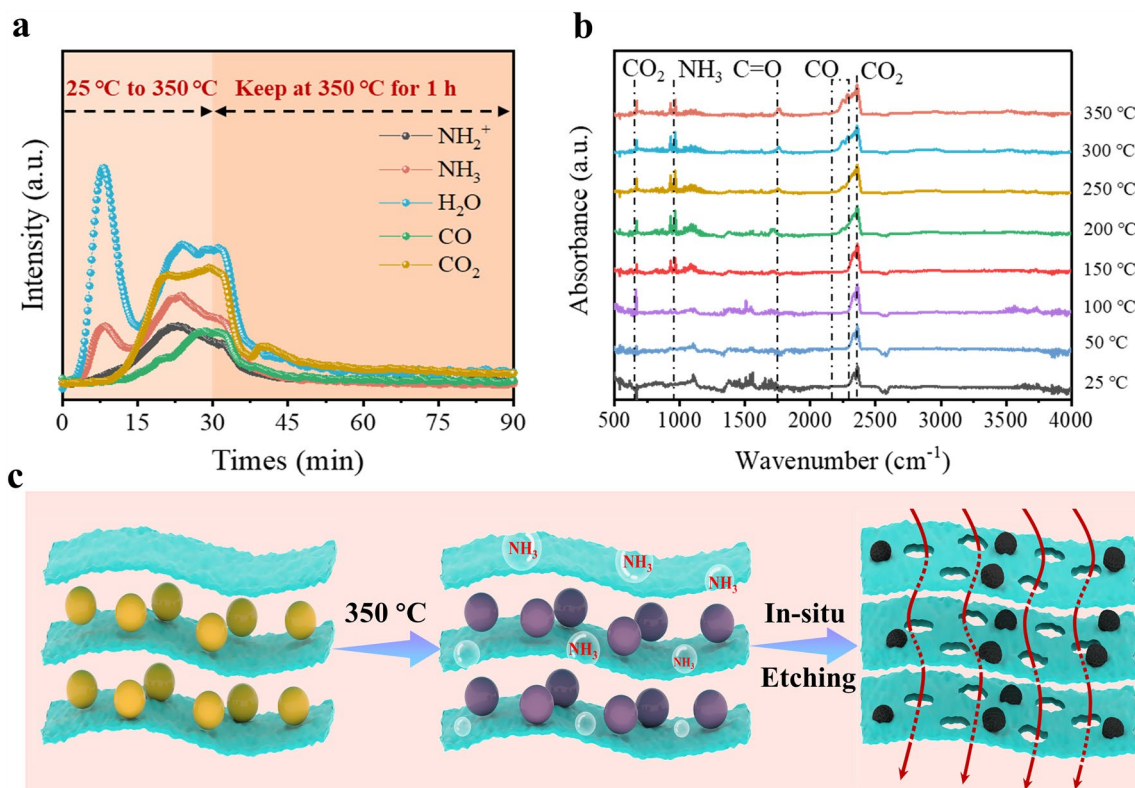 a
25 °C to 350 °C
Keep at 350 °C for 1 h
NH₂⁺
NH₃
H₂O
CO
CO₂
Intensity (a.u.)
0 15 30 45 60 75 90
Times (min)
b
CO₂ NH₃ C=O CO CO₂
350 °C
300 °C
250 °C
200 °C
150 °C
100 °C
50 °C
25 °C
Absorbance (a.u.)
500 1000 1500 2000 2500 3000 3500 4000
Wavenumber (cm⁻¹)
c
350 °C
NH₃
NH₃
NH₃
NH₃
NH₃
In-situ
Etching